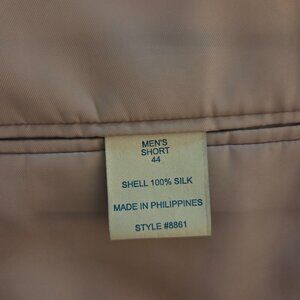 MEN'S
SHORT
44
SHELL 100% SILK
MADE IN PHILIPPINES
STYLE #8861